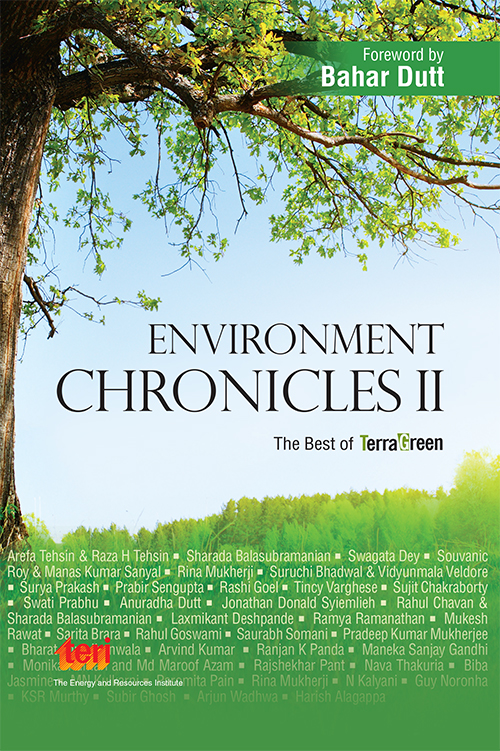 Foreword by
Bahar Dutt
ENVIRONMENT
CHRONICLES II
The Best of TerraGreen
Arefa Tehsin & Raza H Tehsin ▪ Sharada Balasubramanian ▪ Swagata Dey ▪ Souvanic
Roy & Manas Kumar Sanyal ▪ Rina Mukherji ▪ Suruchi Bhadwal & Vidyunmala Veldore
▪ Surya Prakash ▪ Prabir Sengupta ▪ Rashi Goel ▪ Tincy Varghese ▪ Sujit Chakraborty
▪ Swati Prabhu ▪ Anuradha Dutt ▪ Jonathan Donald Syiemlieh ▪ Rahul Chavan &
Sharada Balasubramanian ▪ Laxmikant Deshpande ▪ Ramya Ramanathan ▪ Mukesh
Rawat ▪ Sarita Brara ▪ Rahul Goswami ▪ Saurabh Somani ▪ Pradeep Kumar Mukherjee
▪ Bharat ▪ Arvind Kumar ▪ Ranjan K Panda ▪ Maneka Sanjay Gandhi
▪ and Md Maroof Azam ▪ Rajshekhar Pant ▪ Nava Thakuria ▪ Biba
Jasmine ▪ Pain ▪ Rina Mukherji ▪ N Kalyani ▪ Guy Noronha
▪ KSR Murthy ▪ Subir Ghosh ▪ Arjun Wadhwa ▪ Harish Alagappa
teri
The Energy and Resources Institute